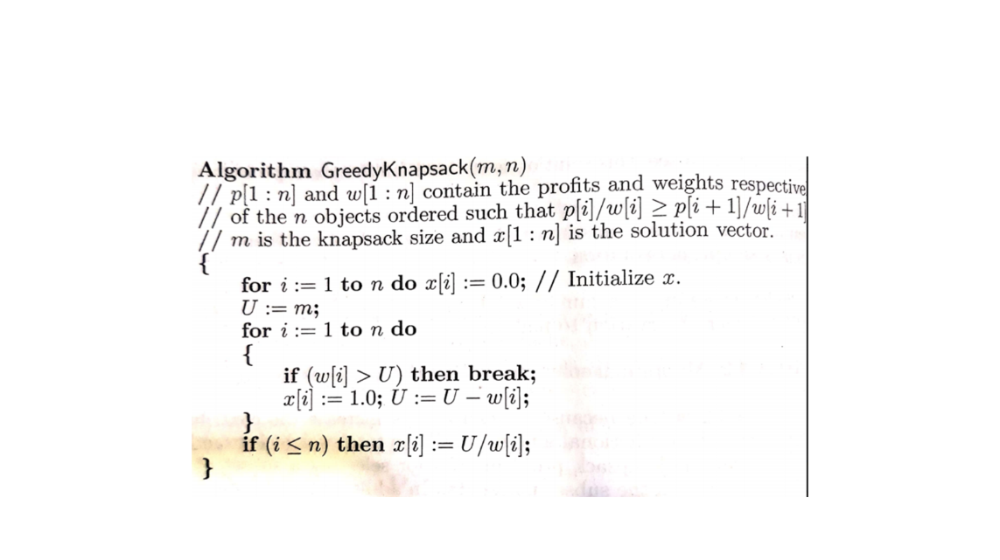 Algorithm GreedyKnapsack(m, n)
// p[1 : n] and w[1 : n] contain the profits and weights respective
// of the n objects ordered such that p[i]/w[i] ≥ p[i + 1]/w[i + 1]
// m is the knapsack size and x[1 : n] is the solution vector.
{
for i := 1 to n do x[i] := 0.0; // Initialize x.
U := m;
for i := 1 to n do
{
if (w[i] > U) then break;
x[i] := 1.0; U := U − w[i];
}
if (i ≤ n) then x[i] := U/w[i];
}